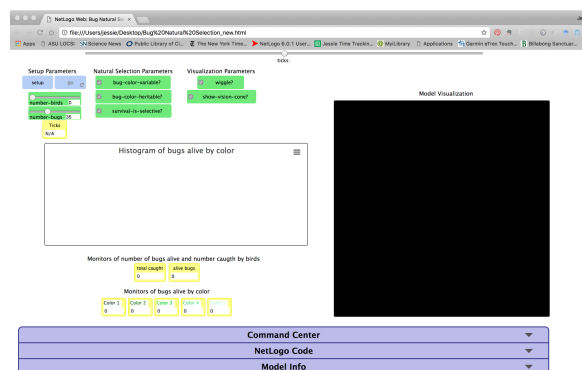 NetLogo Web: Bug Natural Sel
file:///Users/jessie/Desktop/Bug%20Natural%20Selection_new.html
Apps ASU LOCSI Science News Public Library of Ci... The New York Time... NetLogo 6.0.1 User... Jessie Time Trackin... MyiLibrary Applications Garmin eTrex Touch... Billabong Sanctuar...
ticks:
Setup Parameters Natural Selection Parameters Visualization Parameters
setup go bug-color-variable? wiggle?
Model Visualization
number-birds 0 bug-color-heritable? show-vision-cone?
number-bugs survival-is-selective?
Ticks
N/A
Histogram of bugs alive by color
Monitors of number of bugs alive and number caugth by birds
total caught alive bugs
0 0
Monitors of bugs alive by color
Color 1 Color 2 Color 3 Color 4
0 0 0 0 0
Command Center
NetLogo Code
Model Info